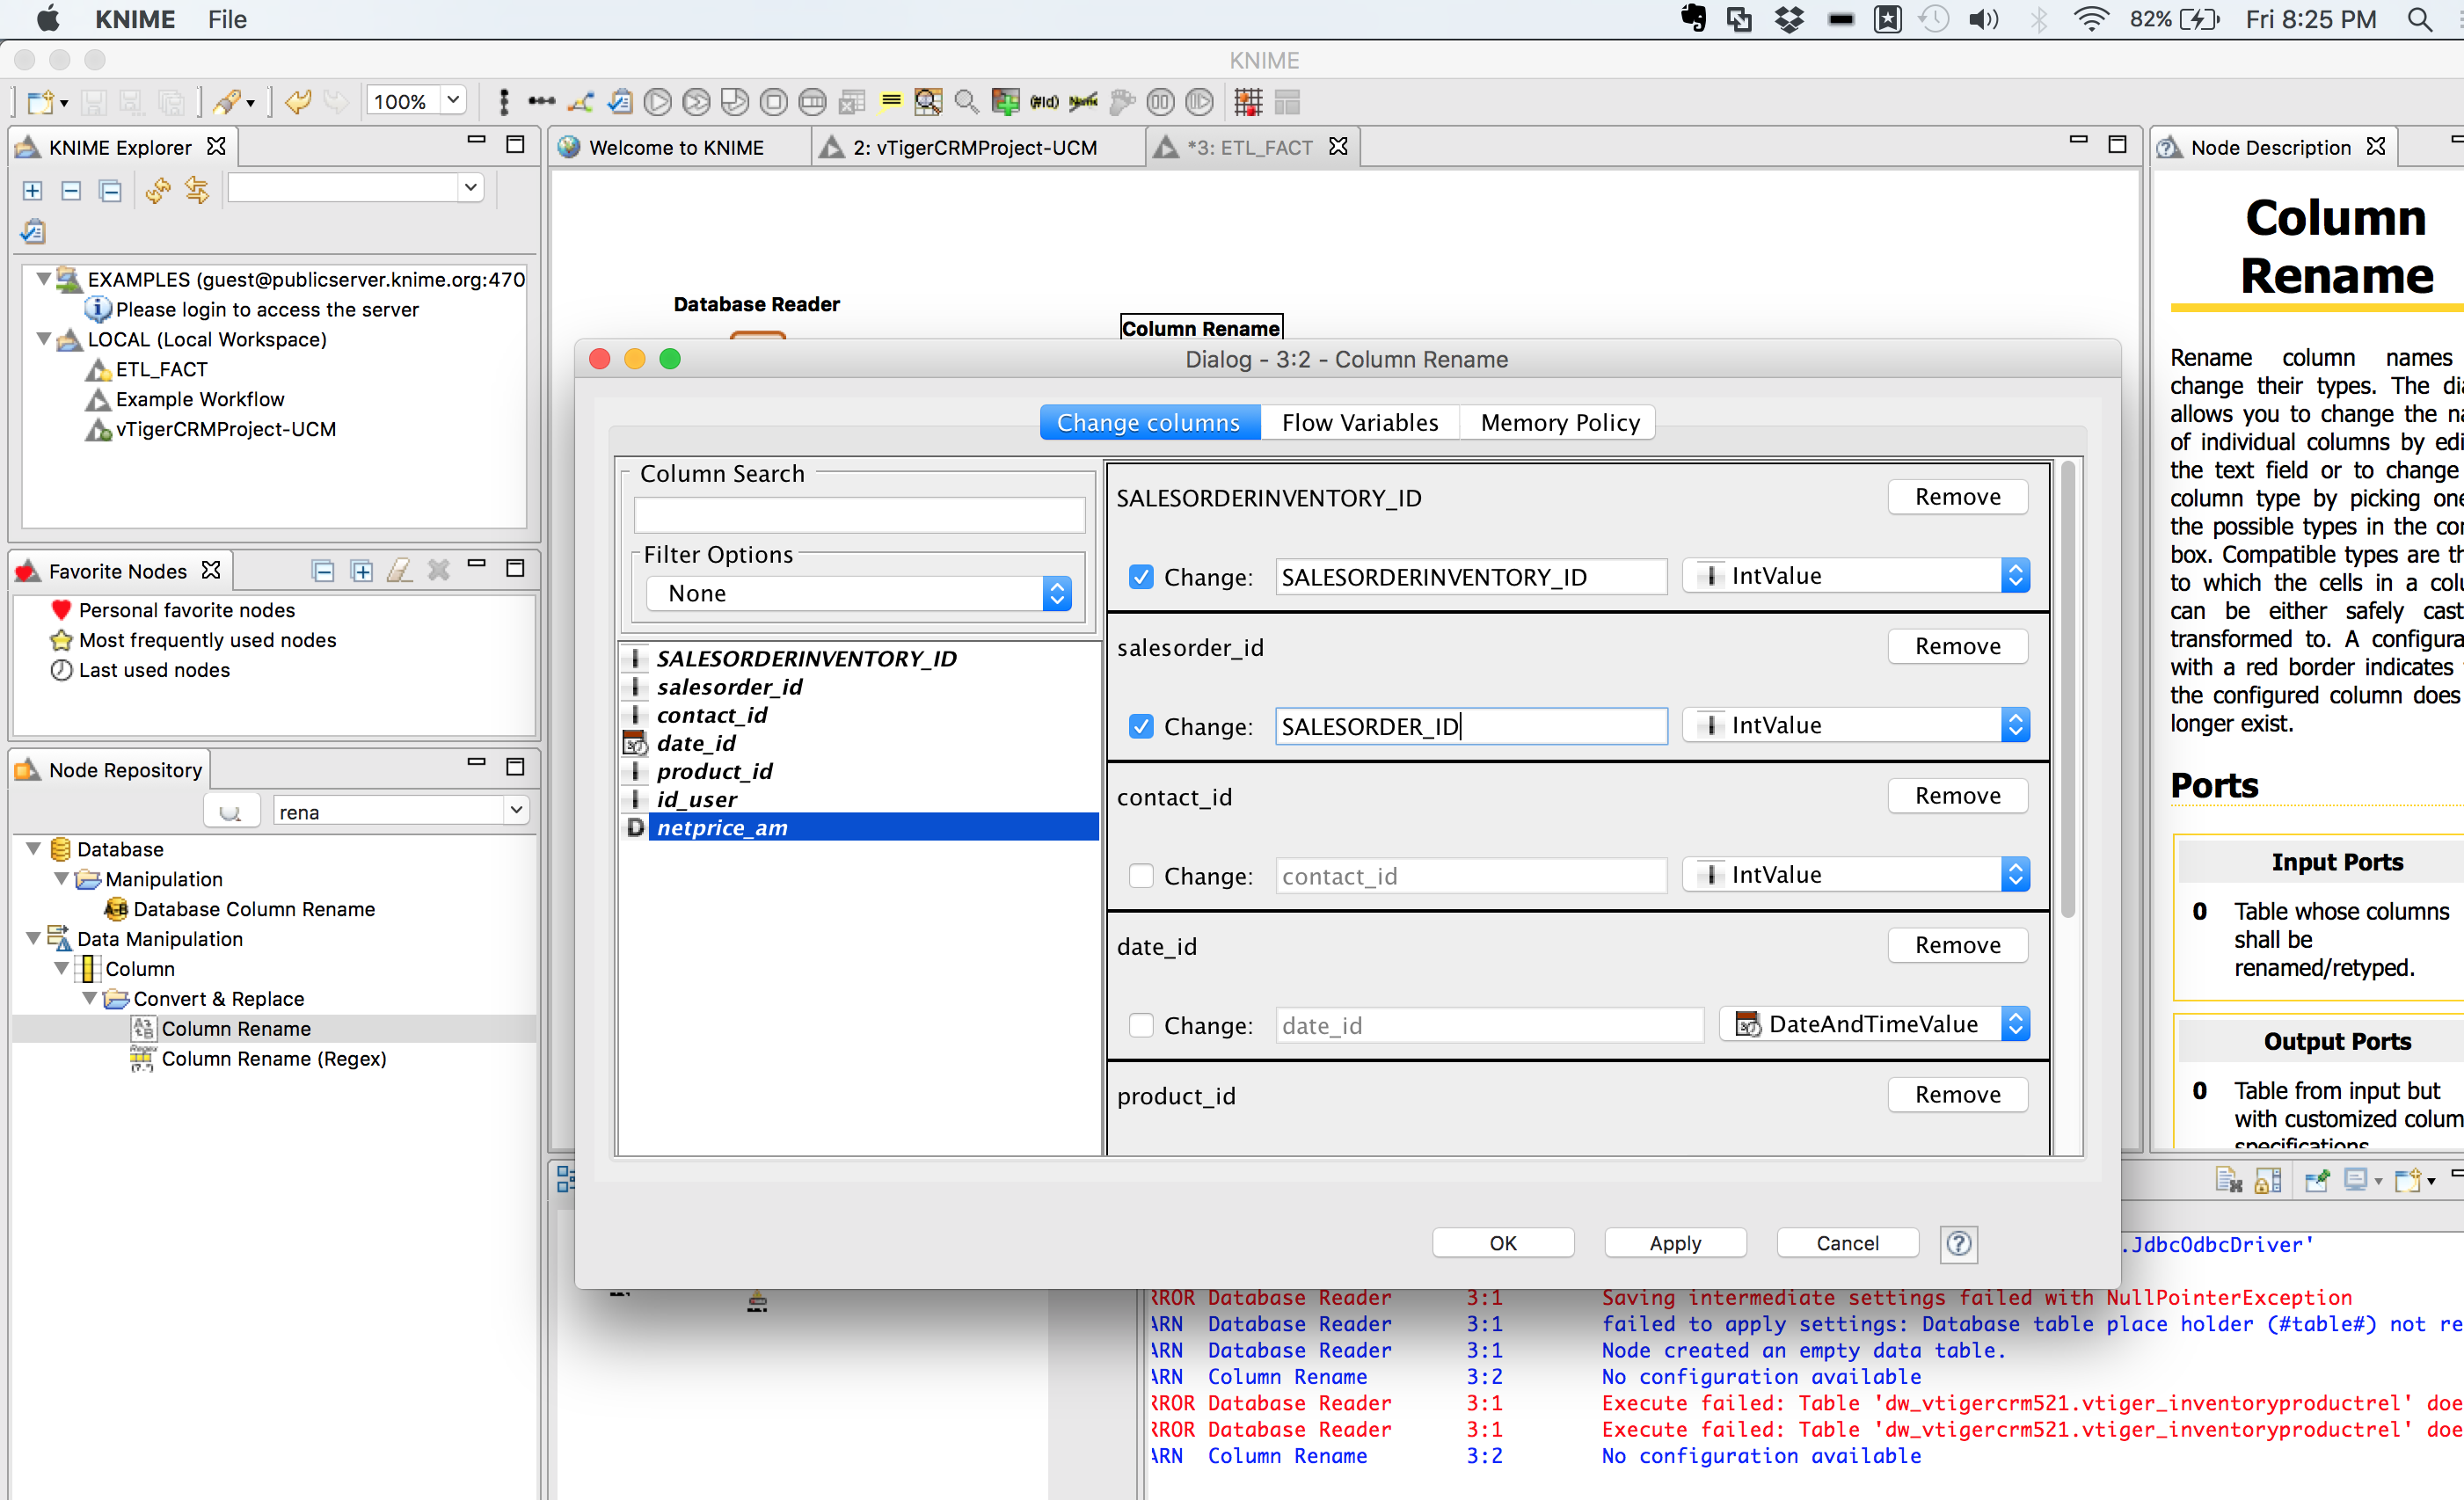 KNIME File
82% Fri 8:25 PM
KNIME
100%
(#id)
KNIME Explorer
Welcome to KNIME
2: vTigerCRMProject-UCM
*3: ETL_FACT
Node Description
EXAMPLES (guest@publicserver.knime.org:470
Please login to access the server
LOCAL (Local Workspace)
ETL_FACT
Example Workflow
vTigerCRMProject-UCM
Favorite Nodes
Personal favorite nodes
Most frequently used nodes
Last used nodes
Node Repository
rena
Database
Manipulation
Database Column Rename
Data Manipulation
Column
Convert & Replace
Column Rename
Column Rename (Regex)
Database Reader
Column Rename
Dialog - 3:2 - Column Rename
Change columns Flow Variables Memory Policy
Column Search
Filter Options
None
SALESORDERINVENTORY_ID
salesorder_id
contact_id
date_id
product_id
id_user
D netprice_am
SALESORDERINVENTORY_ID Remove
Change: SALESORDERINVENTORY_ID IntValue
salesorder_id Remove
Change: SALESORDER_ID IntValue
contact_id Remove
Change: contact_id IntValue
date_id Remove
Change: date_id DateAndTimeValue
product_id Remove
OK Apply Cancel ?
Column
Rename
Rename column names
change their types. The
allows you to change the
of individual columns by
the text field or to change
column type by picking
the possible types in the
box. Compatible types are
to which the cells in a
can be either safely cast
transformed to. A
with a red border indicates
the configured column does
longer exist.
Ports
Input Ports
0 Table whose columns
shall be
renamed/retyped.
Output Ports
0 Table from input but
with customized
specifications
.JdbcOdbcDriver'
RROR Database Reader 3:1 Saving intermediate settings failed with NullPointerException
ARN Database Reader 3:1 failed to apply settings: Database table place holder (#table#) not re
ARN Database Reader 3:1 Node created an empty data table.
ARN Column Rename 3:2 No configuration available
RROR Database Reader 3:1 Execute failed: Table 'dw_vtigercrm521.vtiger_inventoryproductrel' doe
RROR Database Reader 3:1 Execute failed: Table 'dw_vtigercrm521.vtiger_inventoryproductrel' doe
ARN Column Rename 3:2 No configuration available